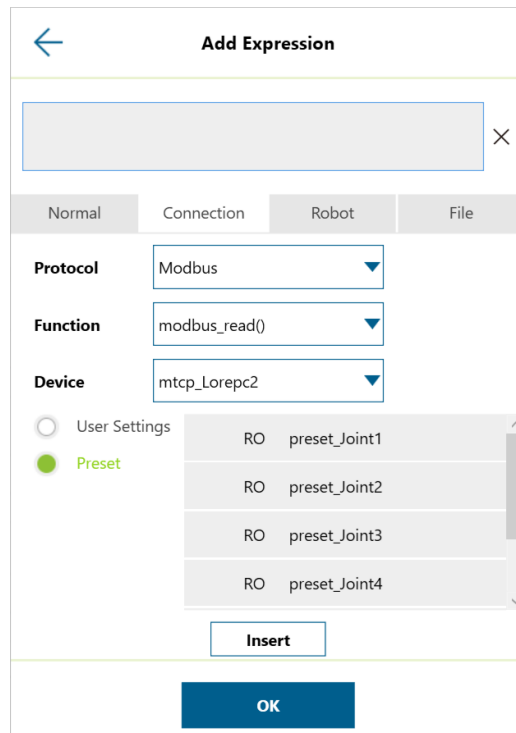 Add Expression
Normal Connection Robot File
Protocol Modbus
Function modbus_read()
Device mtcp_Lorepc2
User Settings
Preset
RO preset_Joint1
RO preset_Joint2
RO preset_Joint3
RO preset_Joint4
Insert
OK